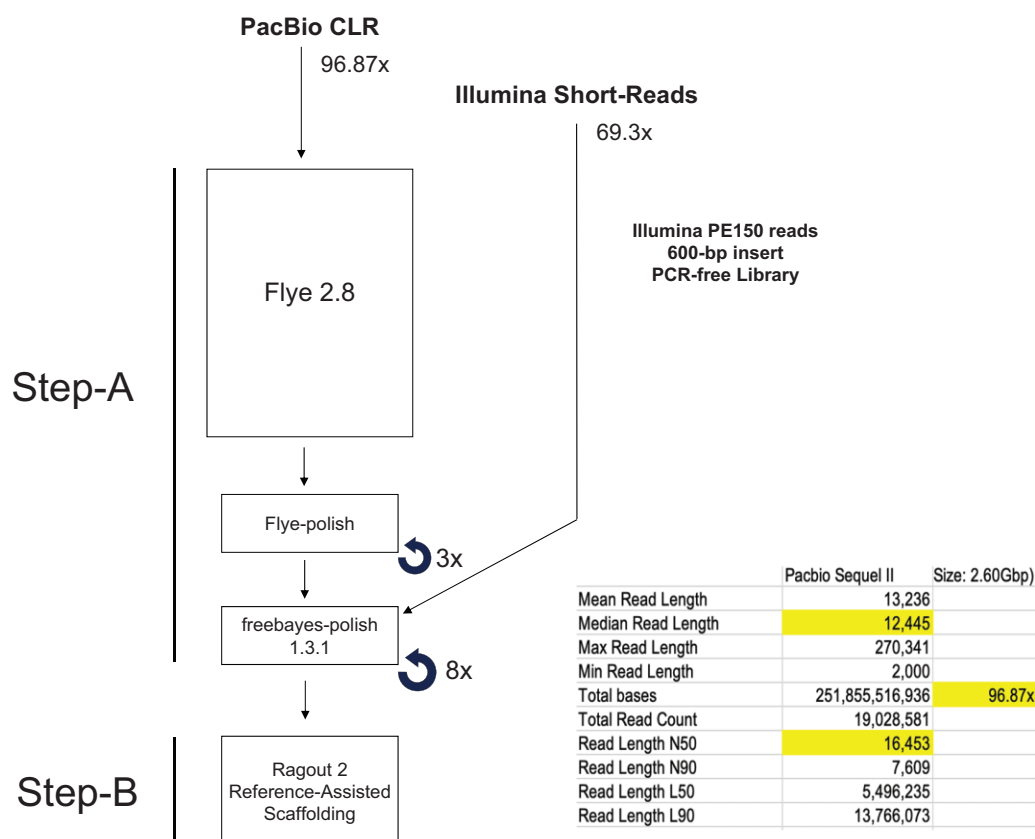 PacBio CLR
96.87x
Illumina Short-Reads
69.3x
Illumina PE150 reads
600-bp insert
PCR-free Library
Step-A
Flye 2.8
Flye-polish
3x
freebayes-polish
1.3.1
8x
Step-B
Ragout 2
Reference-Assisted
Scaffolding
Pacbio Sequel II Size: 2.60Gbp)
Mean Read Length 13,236
Median Read Length 12,445
Max Read Length 270,341
Min Read Length 2,000
Total bases 251,855,516,936 96.87x
Total Read Count 19,028,581
Read Length N50 16,453
Read Length N90 7,609
Read Length L50 5,496,235
Read Length L90 13,766,073